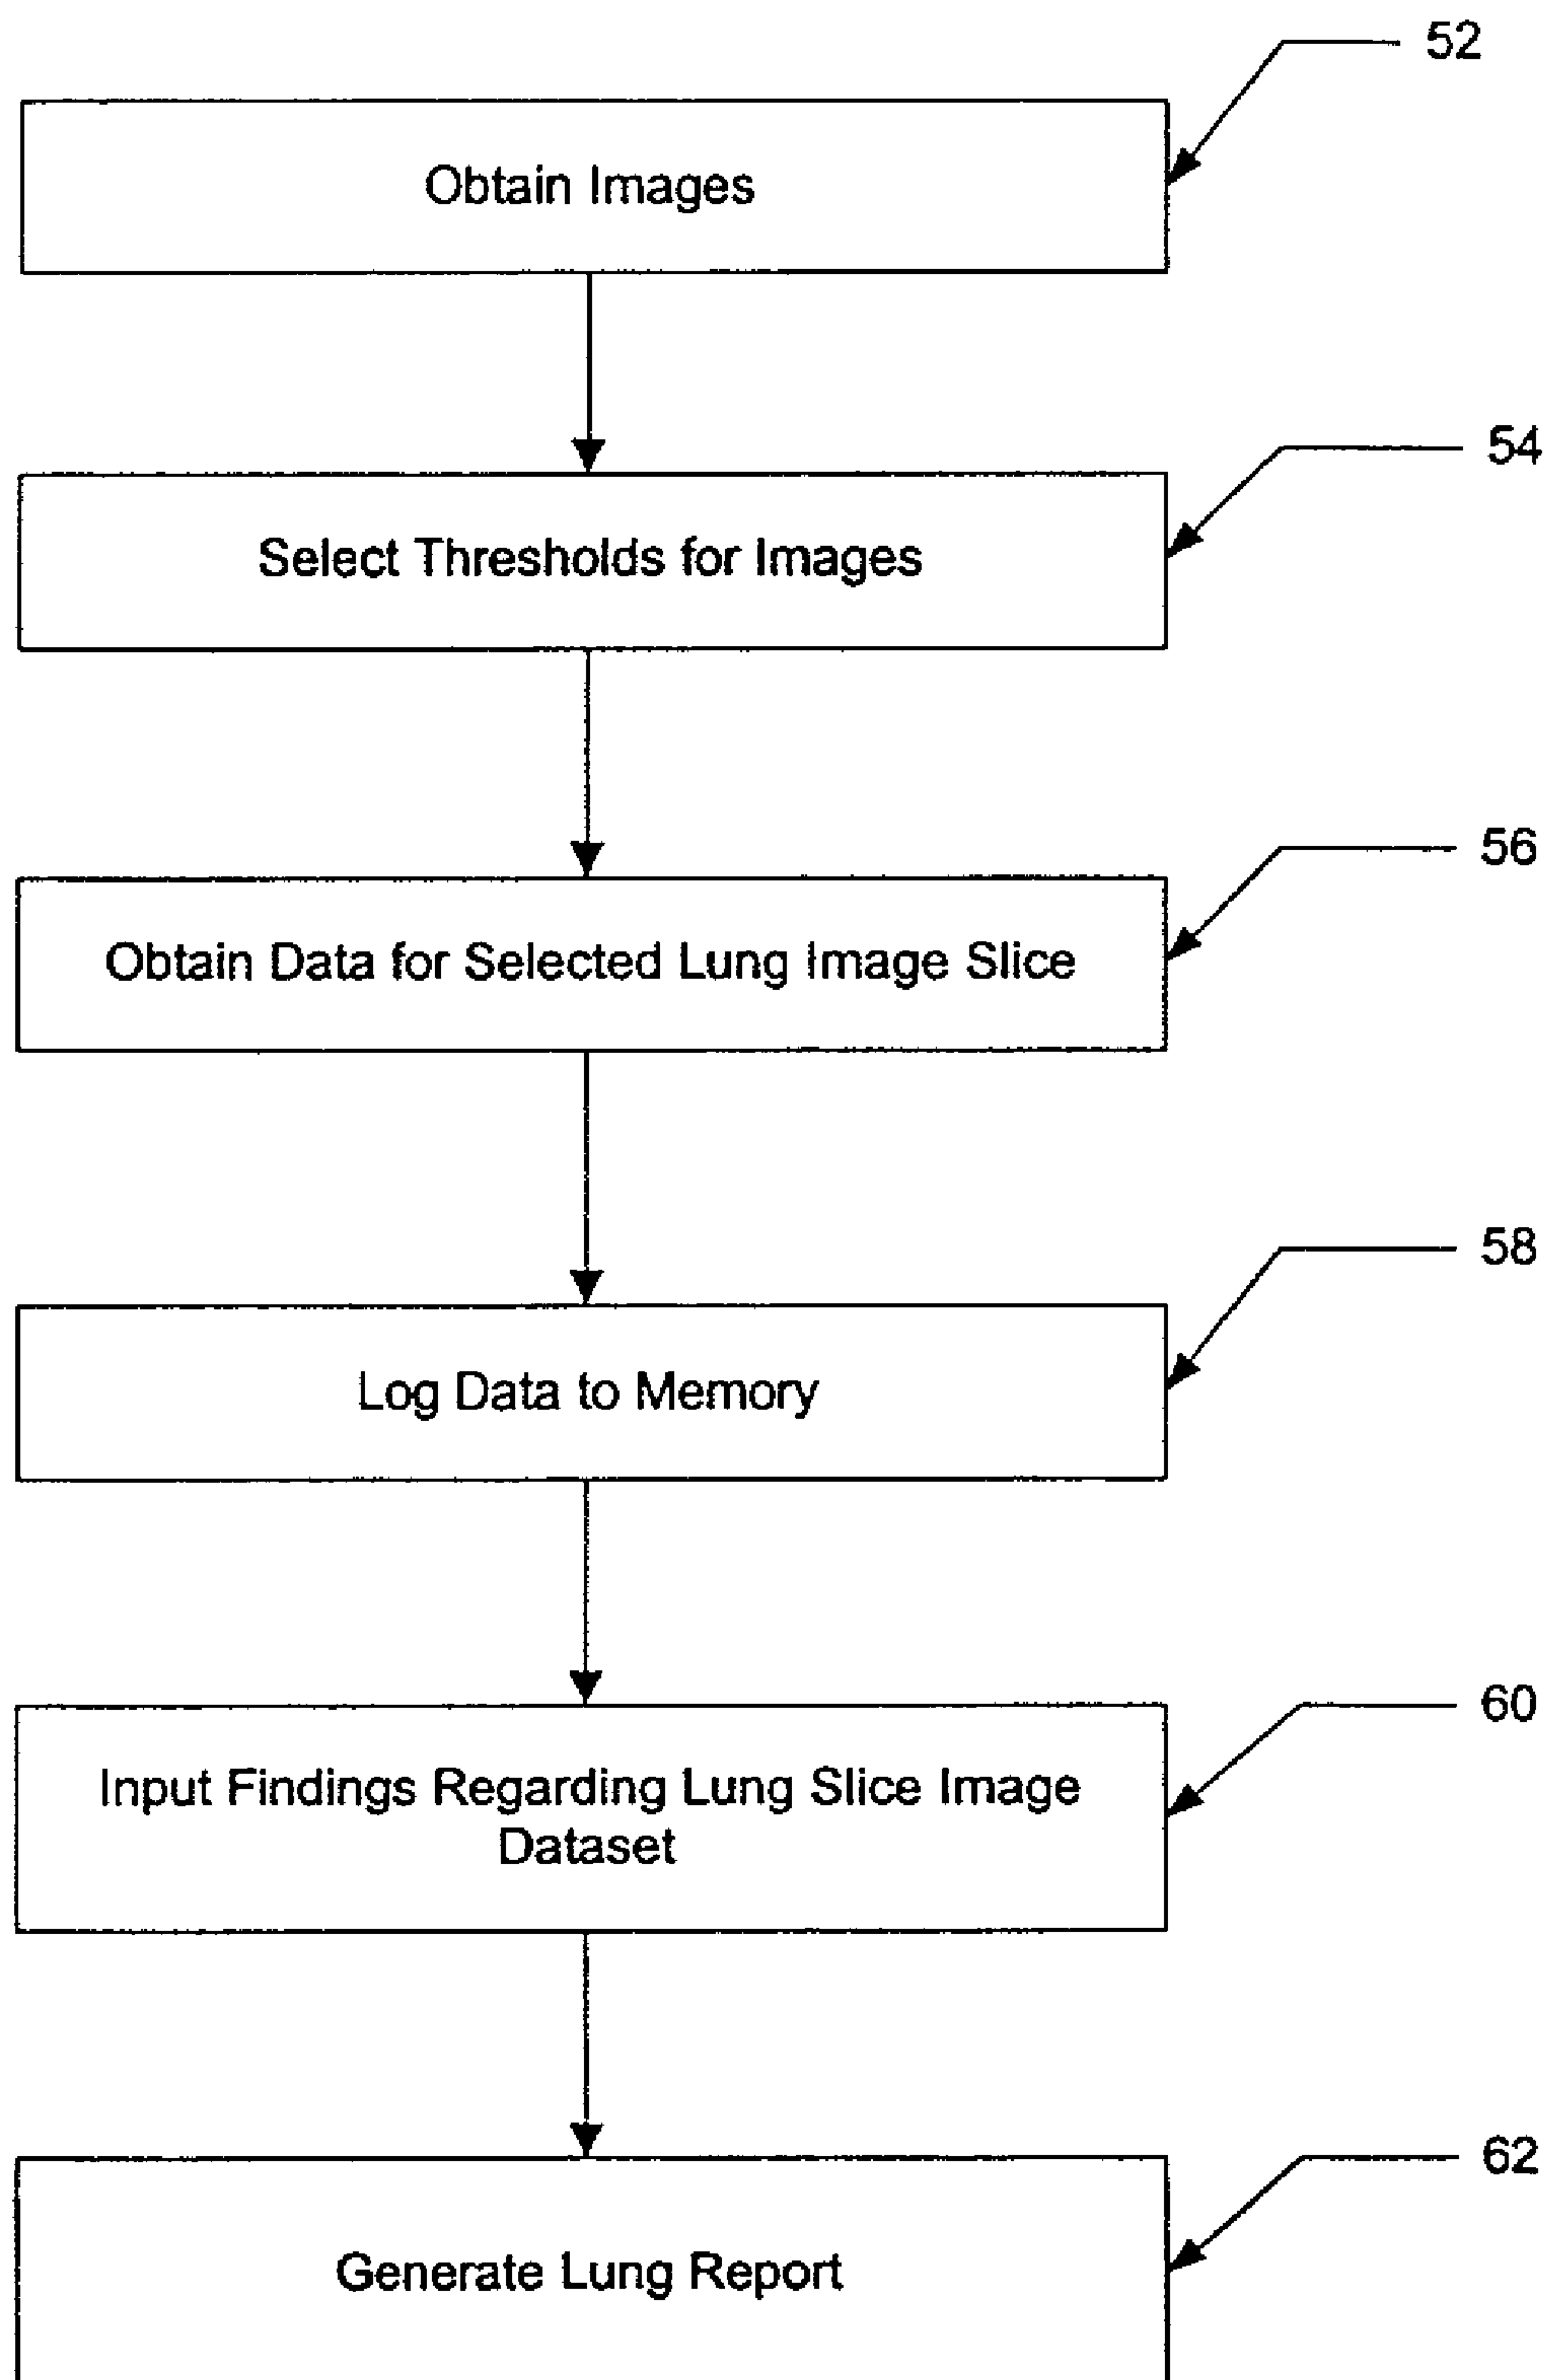 52
Obtain Images
54
Select Thresholds for Images
56
Obtain Data for Selected Lung Image Slice
58
Log Data to Memory
60
Input Findings Regarding Lung Slice Image
Dataset
62
Generate Lung Report